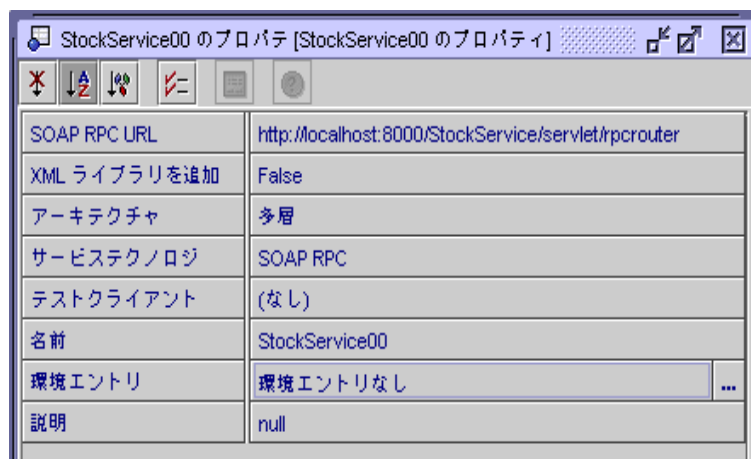 StockService00 のプロパテ [StockService00 のプロパティ]
SOAP RPC URL http://localhost:8000/StockService/servlet/rpcrouter
XML ライブラリを追加 False
アーキテクチャ 多層
サービステクノロジ SOAP RPC
テストクライアント (なし)
名前 StockService00
環境エントリ 環境エントリなし ...
説明 null